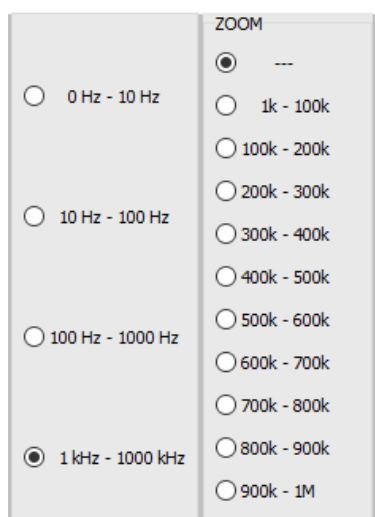 0 Hz - 10 Hz
10 Hz - 100 Hz
100 Hz - 1000 Hz
1 kHz - 1000 kHz
ZOOM
---
1k - 100k
100k - 200k
200k - 300k
300k - 400k
400k - 500k
500k - 600k
600k - 700k
700k - 800k
800k - 900k
900k - 1M